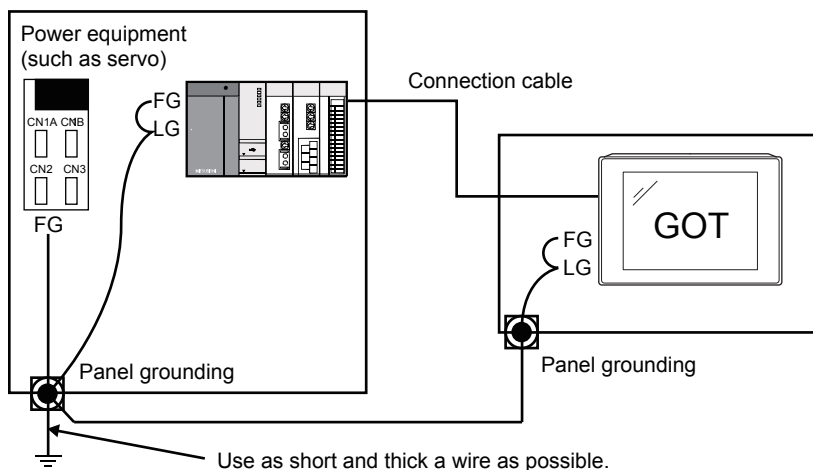 Power equipment
(such as servo)
CN1A CNB
CN2 CN3
FG
FG
LG
Connection cable
GOT
FG
LG
Panel grounding
Panel grounding
Use as short and thick a wire as possible.